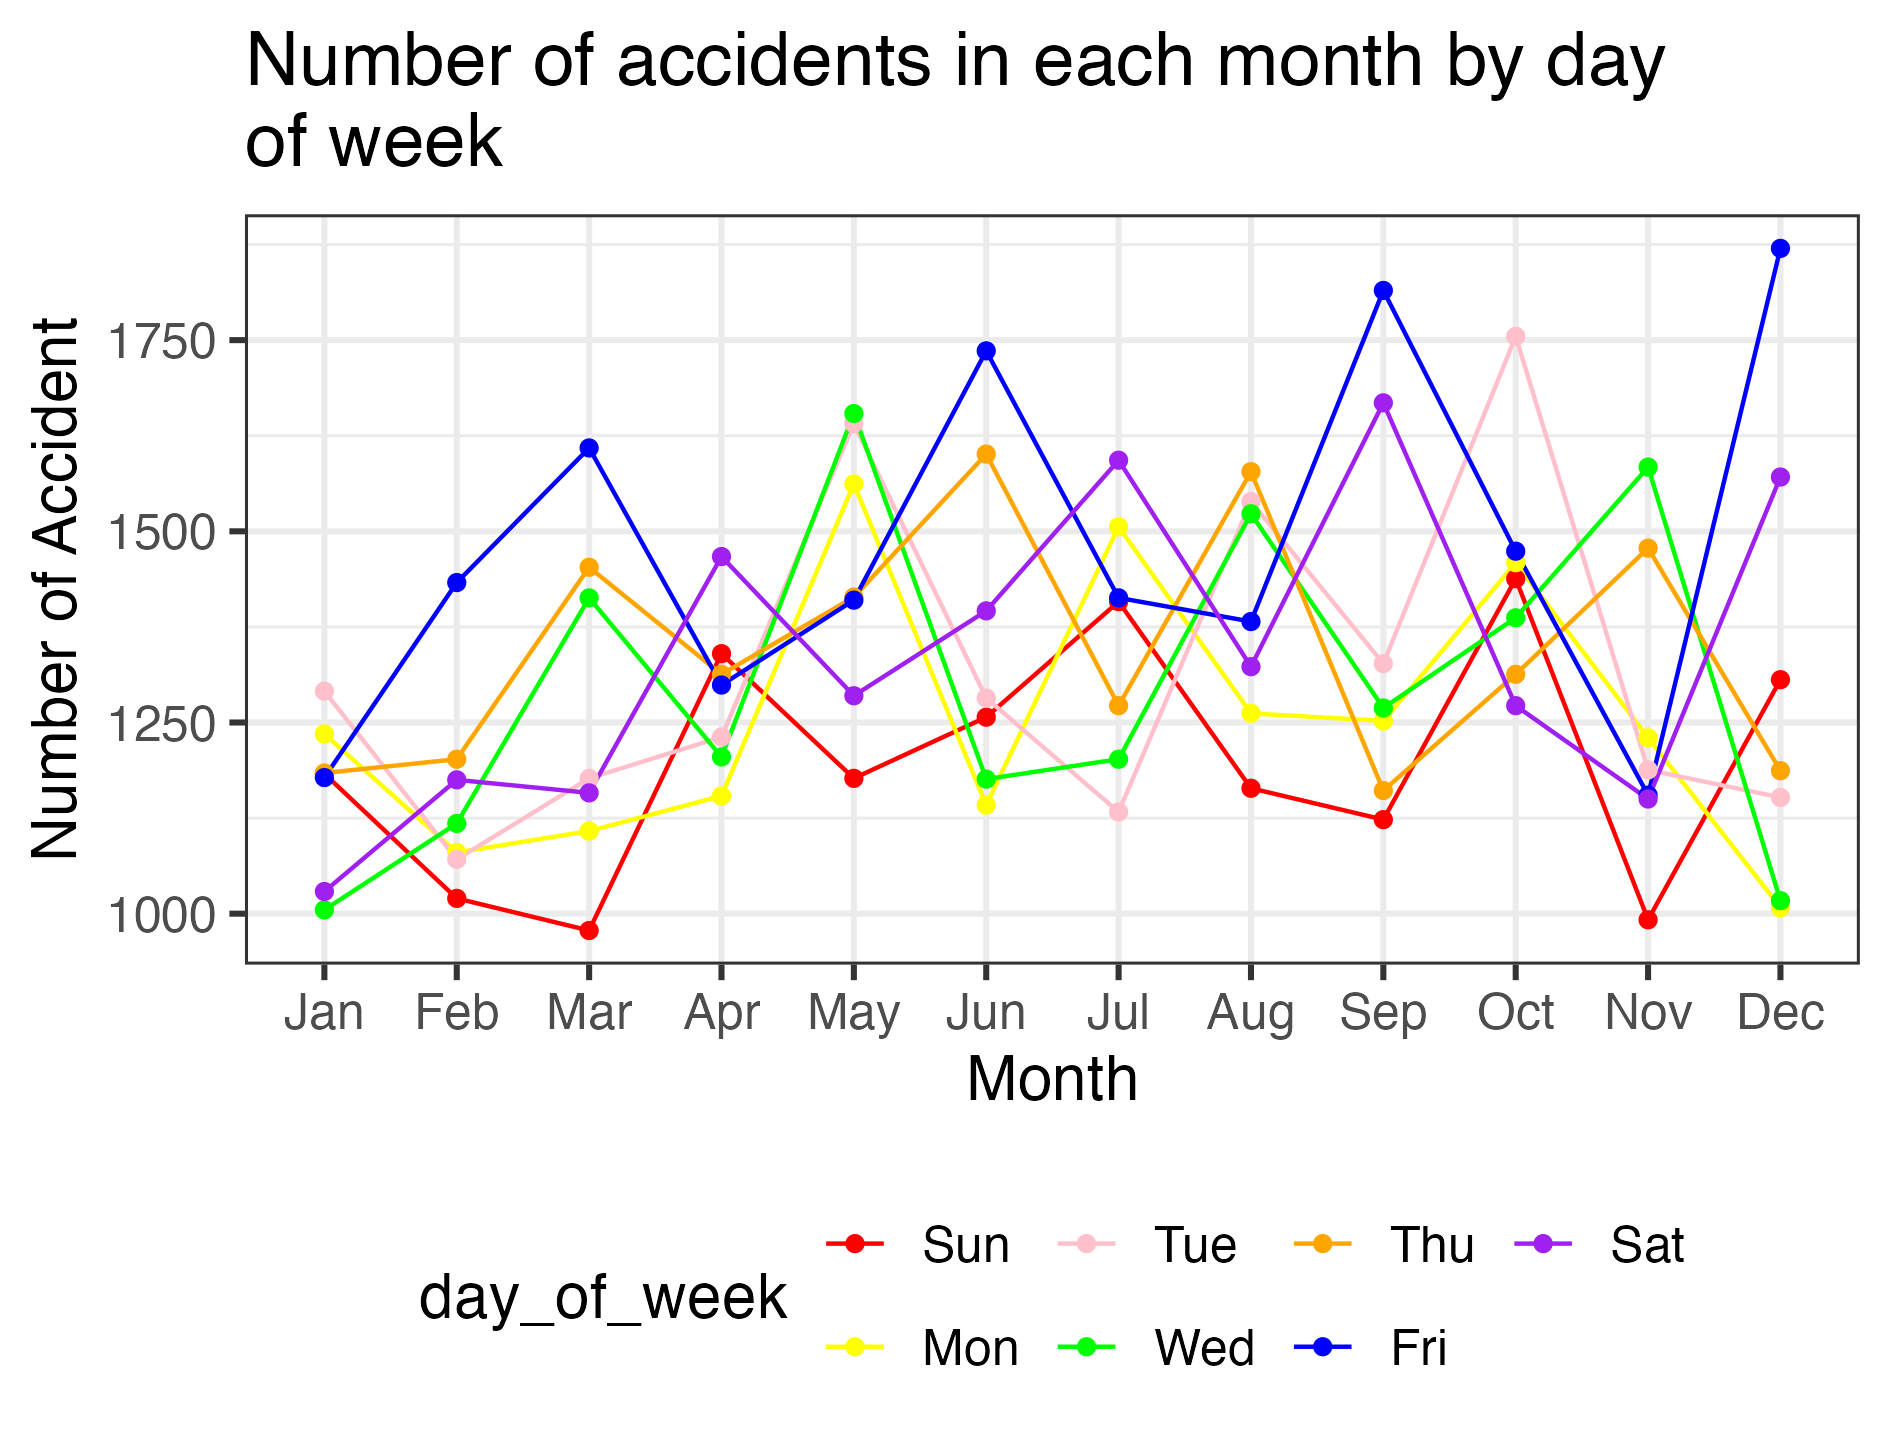 Number of accidents in each month by day
of week
Number of Accident
1750
1500
1250
1000
Jan Feb Mar Apr May Jun Jul Aug Sep Oct Nov Dec
Month
day_of_week
Sun Tue Thu Sat
Mon Wed Fri